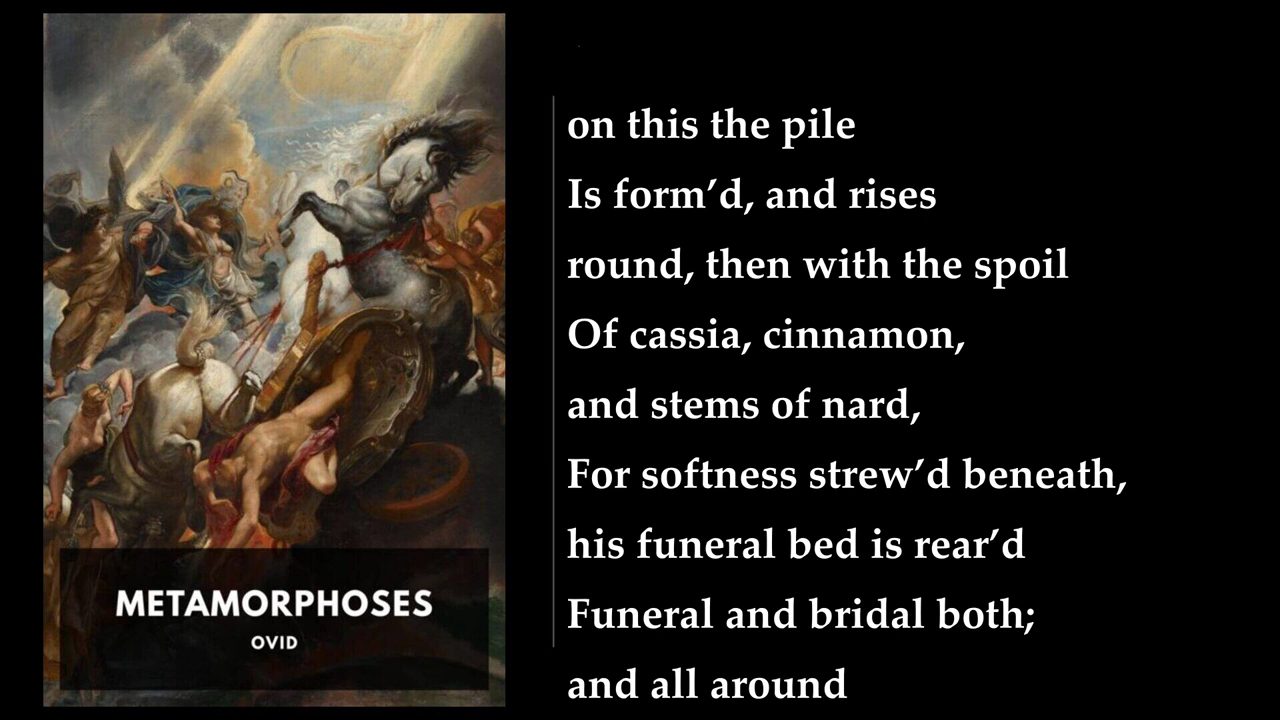 METAMORPHOSES
OVID
on this the pile
Is form’d, and rises
round, then with the spoil
Of cassia, cinnamon,
and stems of nard,
For softness strew’d beneath,
his funeral bed is rear’d
Funeral and bridal both;
and all around